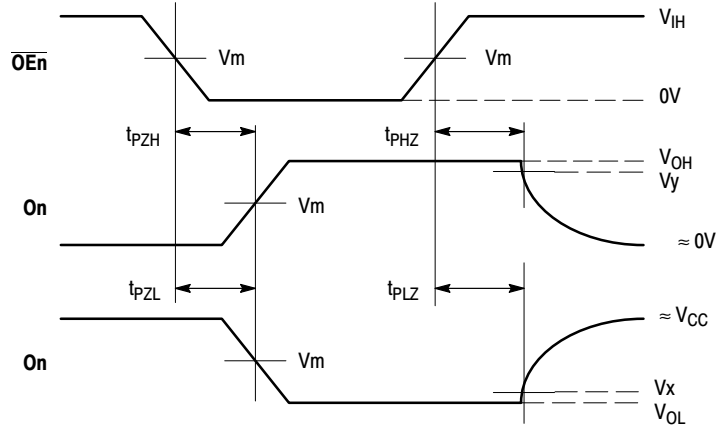 V_IH
OEn
Vm
Vm
0V
t_PZH
t_PHZ
V_OH
Vy
On
Vm
≈ 0V
t_PZL
t_PLZ
≈ V_CC
On
Vm
Vx
V_OL